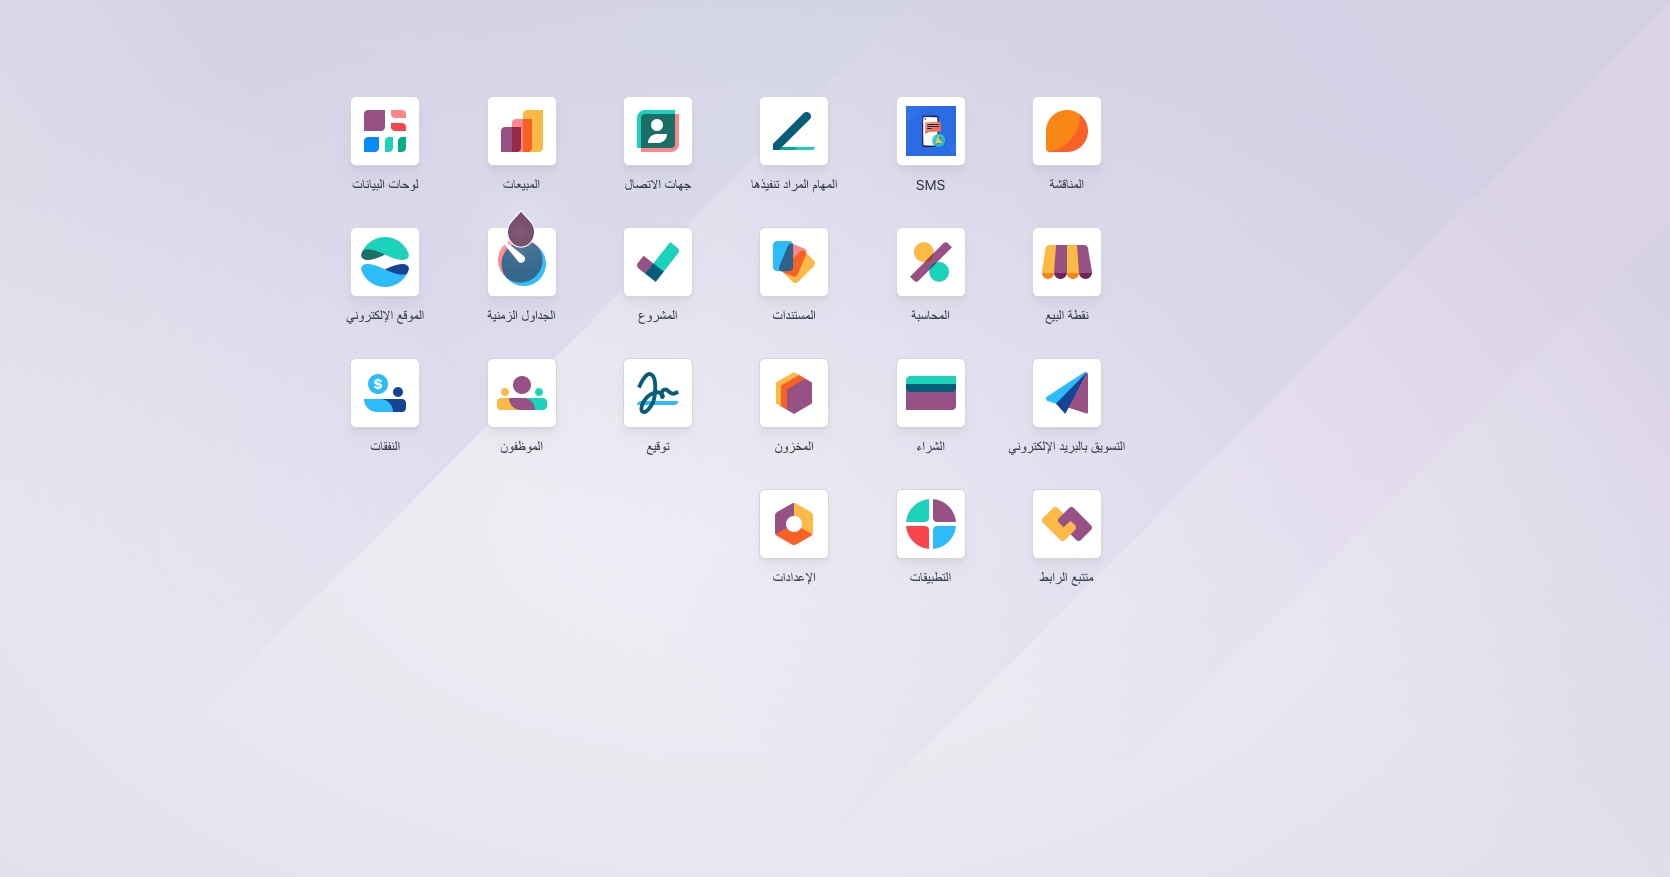 المناقشة
SMS
المهام المراد تنفيذها
جهات الاتصال
المبيعات
لوحات البيانات
نقطة البيع
المحاسبة
المستندات
المشروع
الجداول الزمنية
الموقع الإلكتروني
التسويق بالبريد الإلكتروني
الشراء
المخزون
توقيع
الموظفون
النفقات
متتبع الرابط
التطبيقات
الإعدادات